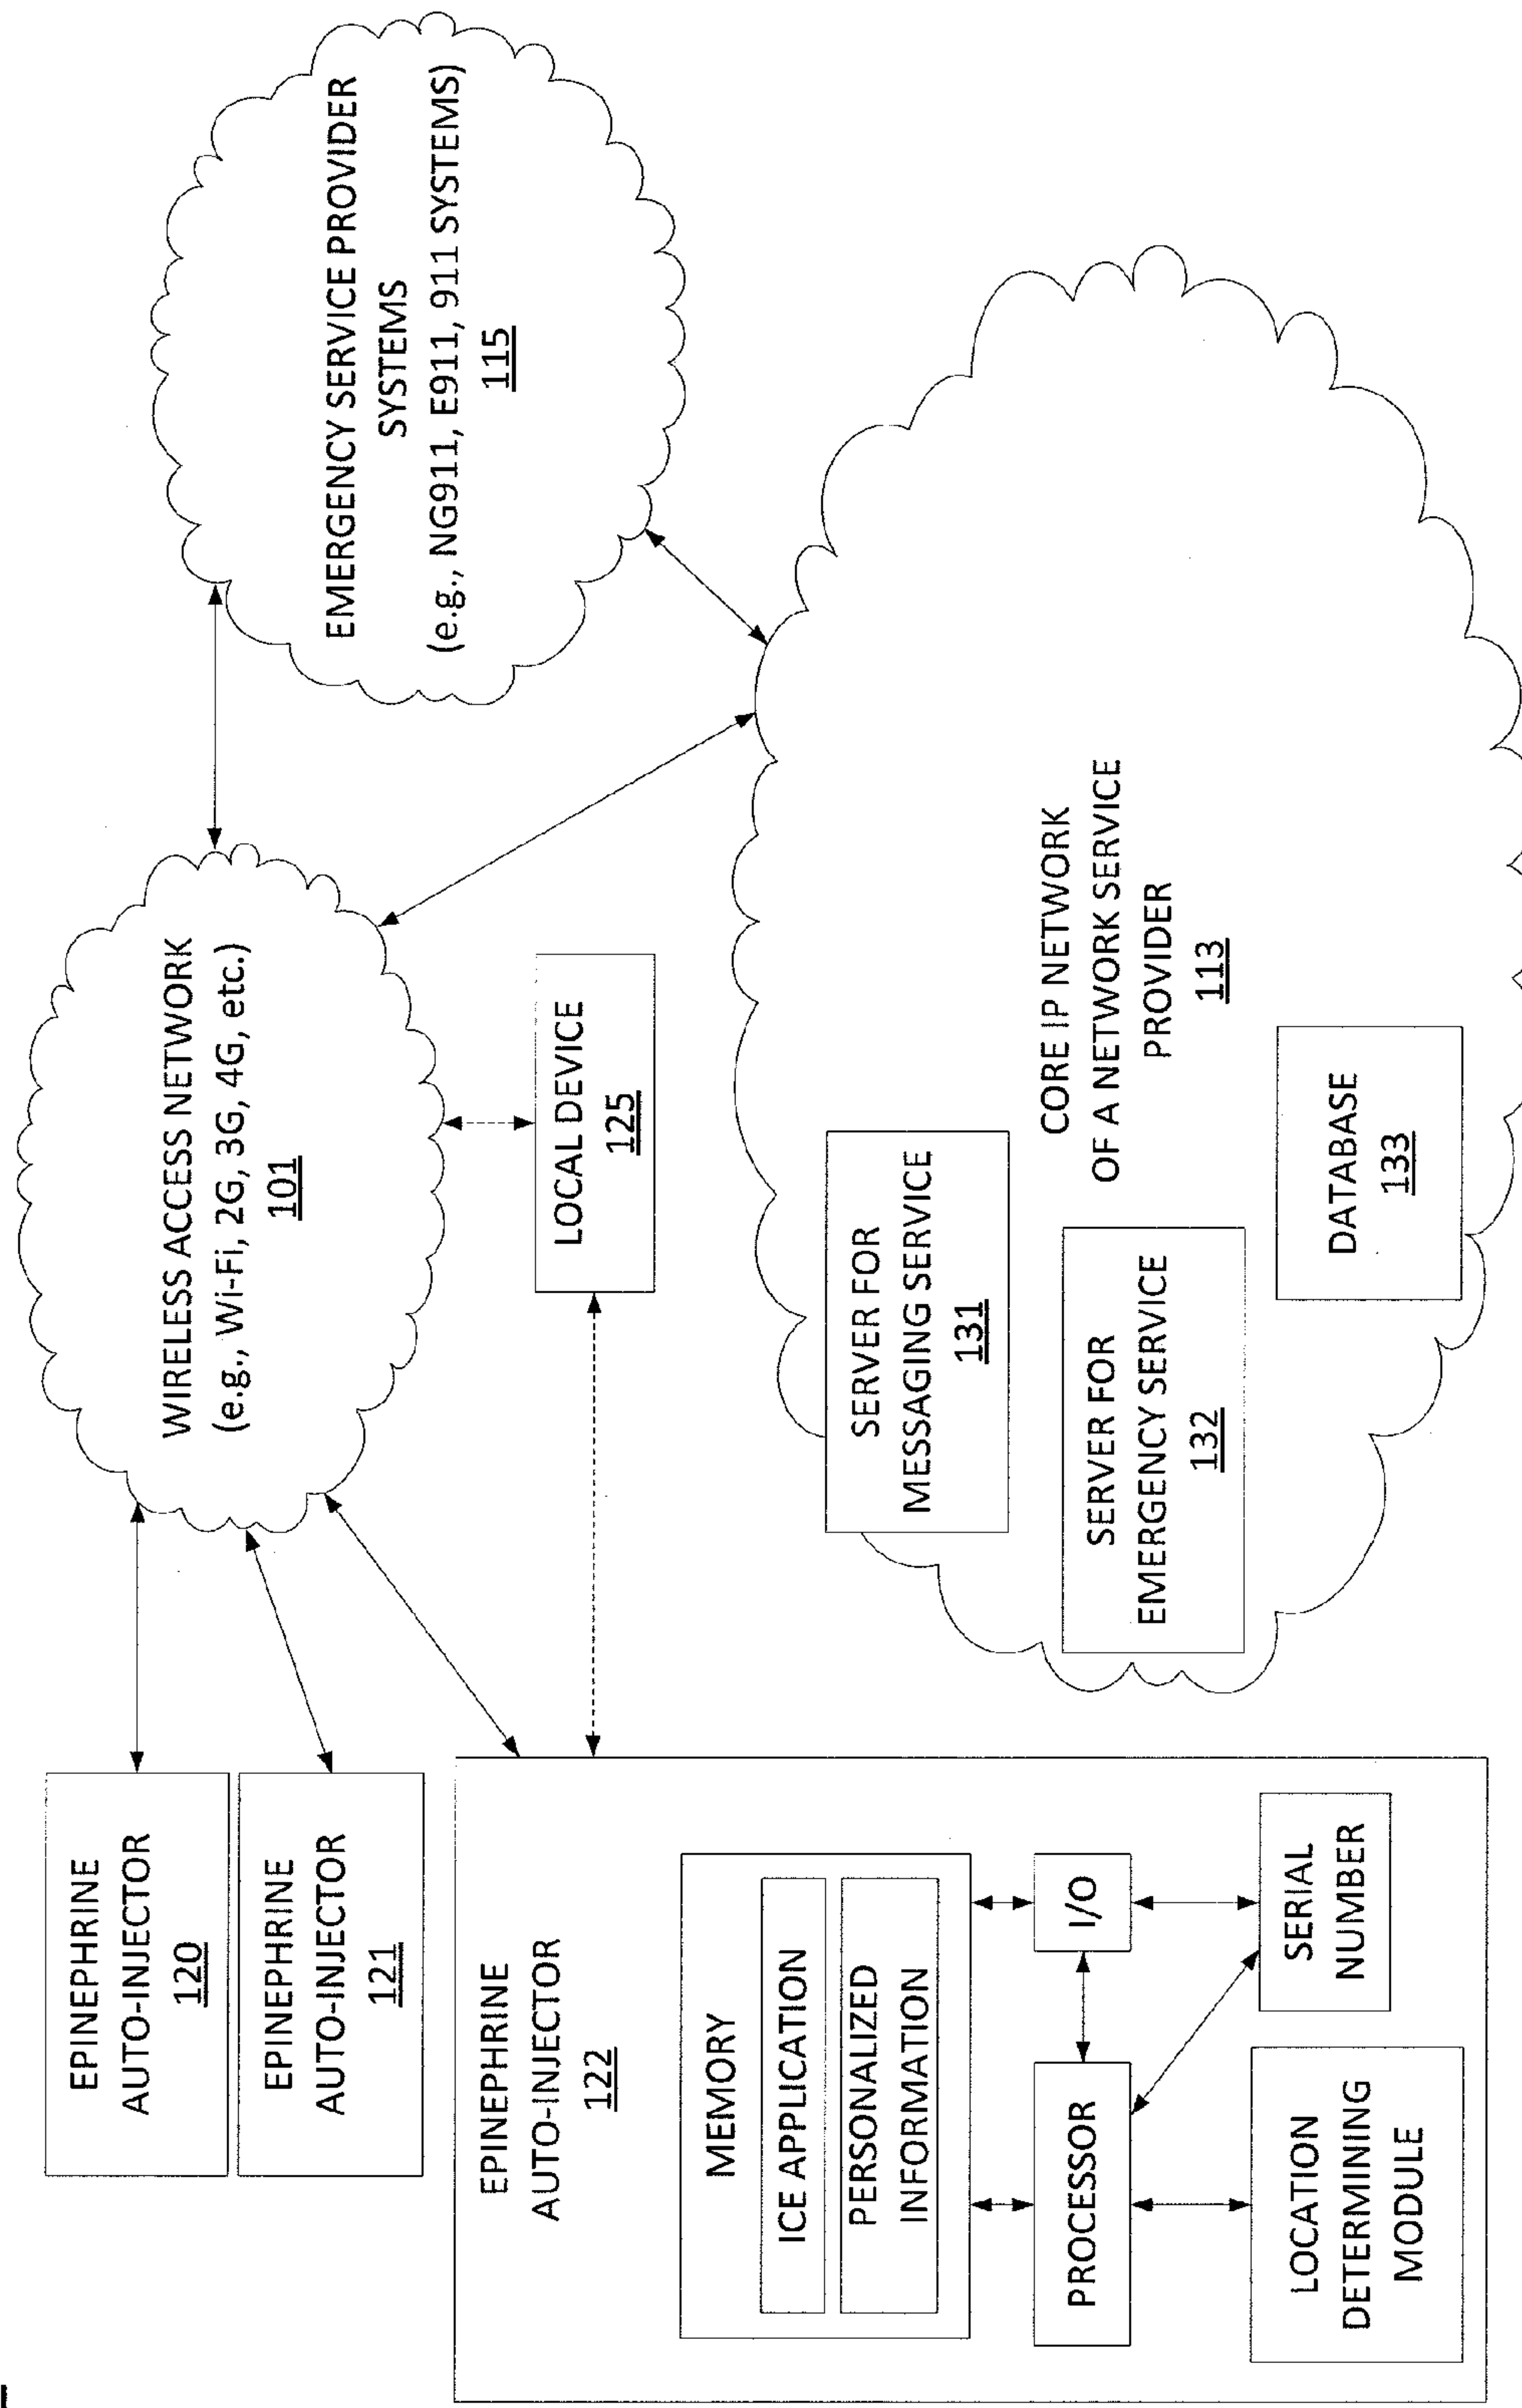 EPINEPHRINE
AUTO-INJECTOR
120
EPINEPHRINE
AUTO-INJECTOR
121
EPINEPHRINE
AUTO-INJECTOR
122
MEMORY
ICE APPLICATION
PERSONALIZED
INFORMATION
PROCESSOR
I/O
LOCATION
DETERMINING
MODULE
SERIAL
NUMBER
WIRELESS ACCESS NETWORK
(e.g., Wi-Fi, 2G, 3G, 4G, etc.)
101
LOCAL DEVICE
125
EMERGENCY SERVICE PROVIDER
SYSTEMS
(e.g., NG911, E911, 911 SYSTEMS)
115
SERVER FOR
MESSAGING SERVICE
131
SERVER FOR
EMERGENCY SERVICE
132
CORE IP NETWORK
OF A NETWORK SERVICE
PROVIDER
113
DATABASE
133